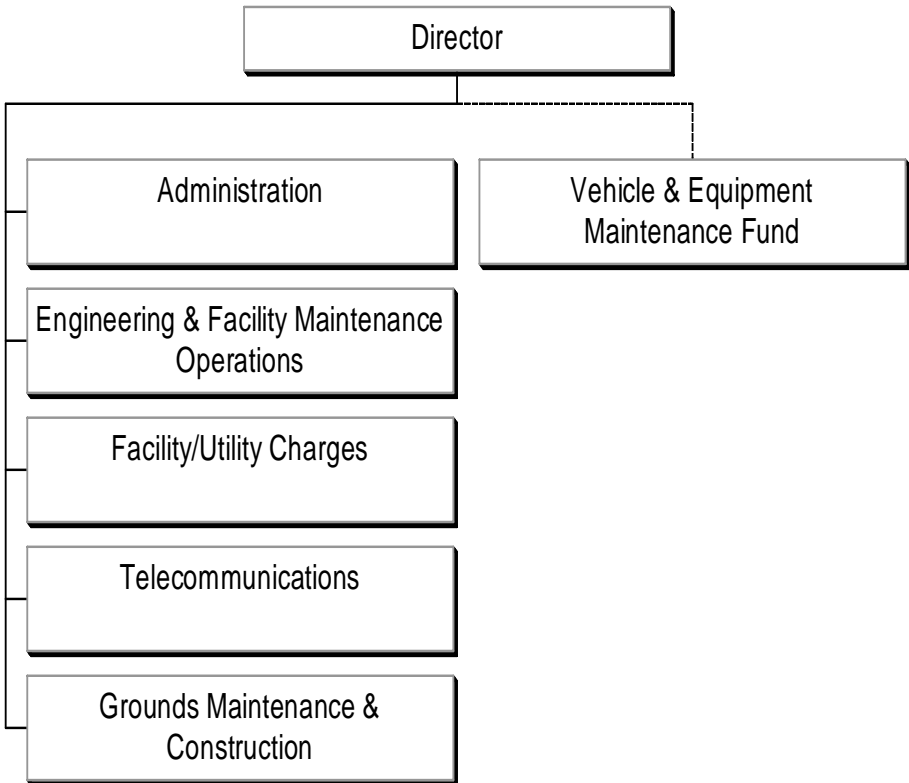 Director
Administration
Vehicle & Equipment
Maintenance Fund
Engineering & Facility Maintenance
Operations
Facility/Utility Charges
Telecommunications
Grounds Maintenance &
Construction